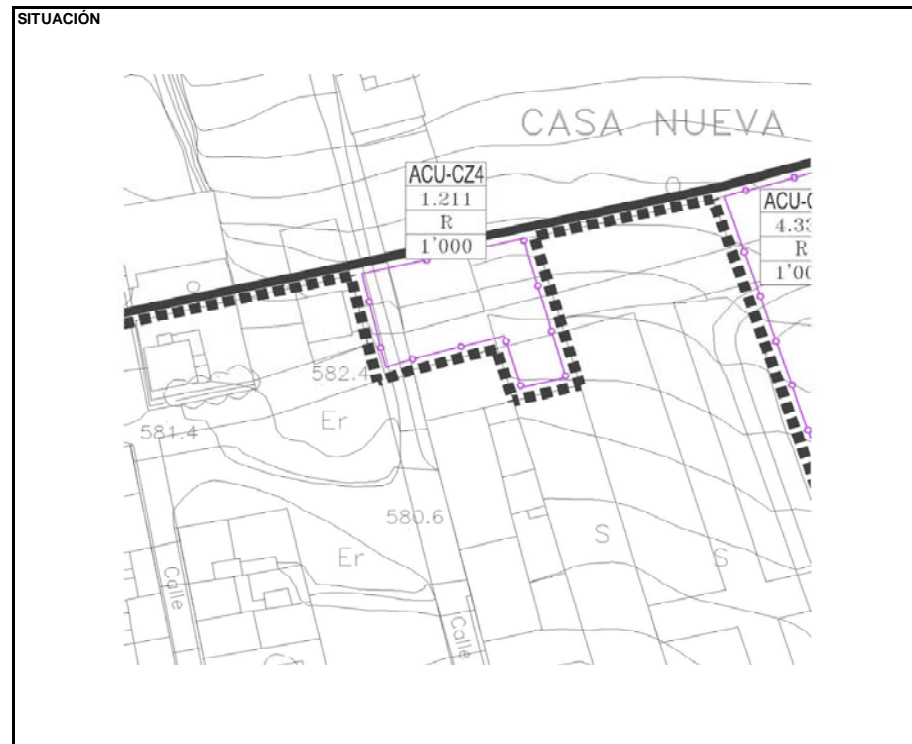 SITUACIÓN
CASA NUEVA
ACU-CZ4
1.211
R
1'000
ACU-
4.33
R
1'00
582.4
Er
581.4
580.6
Er
S
S
Calle
Calle